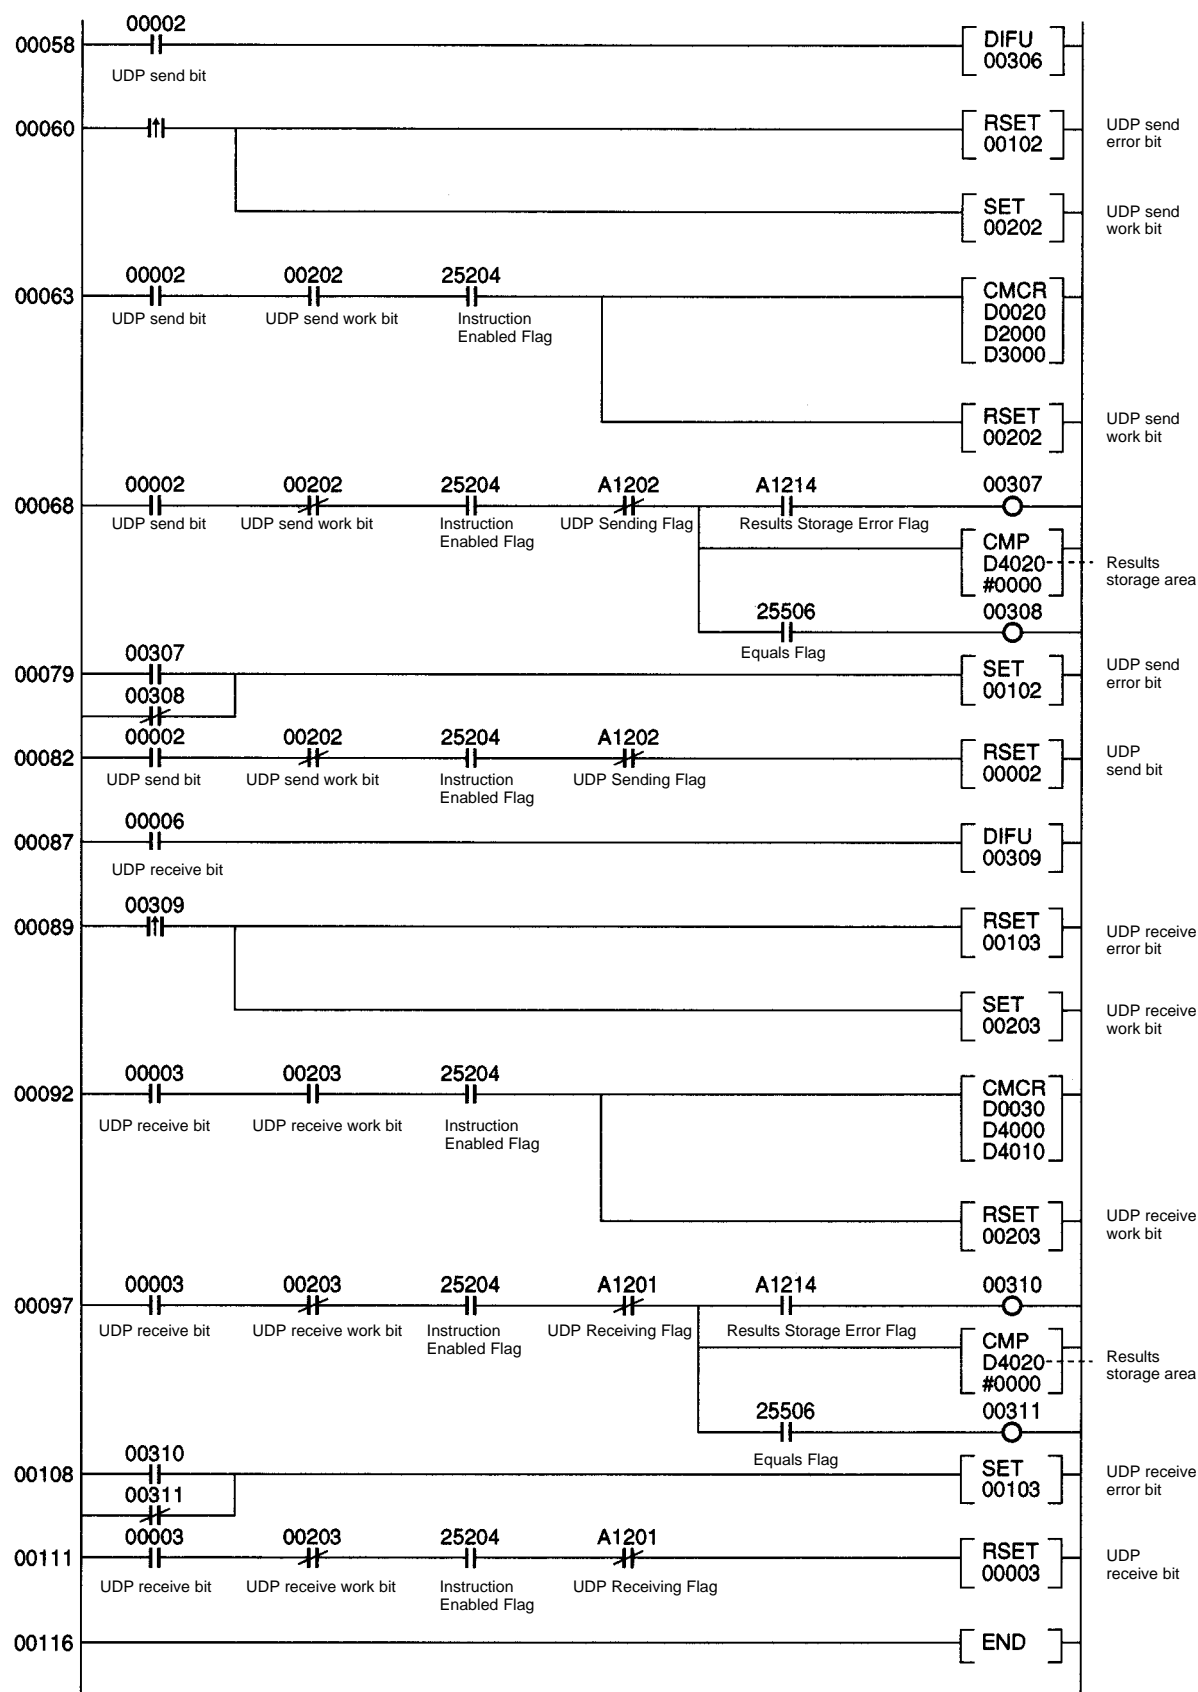 00002
00058
DIFU
00306
UDP send bit
00060
RSET
00102
UDP send
error bit
SET
00202
UDP send
work bit
00002 00202 25204
00063
UDP send bit UDP send work bit Instruction
Enabled Flag
CMCR
D0020
D2000
D3000
RSET
00202
UDP send
work bit
00002 00202 25204 A1202 A1214 00307
00068
UDP send bit UDP send work bit Instruction
Enabled Flag
UDP Sending Flag Results Storage Error Flag
CMP
D4020
#0000
Results
storage area
25506 00308
Equals Flag
00307
00079
SET
00102
UDP send
error bit
00308
00002 00202 25204 A1202
00082
RSET
00002
UDP
send bit
UDP send bit UDP send work bit Instruction
Enabled Flag
UDP Sending Flag
00006
00087
DIFU
00309
UDP receive bit
00309
00089
RSET
00103
UDP receive
error bit
SET
00203
UDP receive
work bit
00003 00203 25204
00092
UDP receive bit UDP receive work bit Instruction
Enabled Flag
CMCR
D0030
D4000
D4010
RSET
00203
UDP receive
work bit
00003 00203 25204 A1201 A1214 00310
00097
UDP receive bit UDP receive work bit Instruction
Enabled Flag
UDP Receiving Flag Results Storage Error Flag
CMP
D4020
#0000
Results
storage area
25506 00311
Equals Flag
00310
00108
SET
00103
UDP receive
error bit
00311
00003 00203 25204 A1201
00111
RSET
00003
UDP
receive bit
UDP receive bit UDP receive work bit Instruction
Enabled Flag
UDP Receiving Flag
00116
END